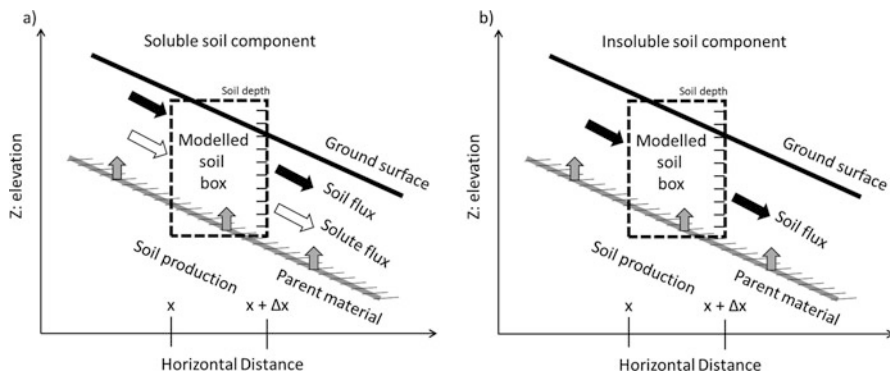 a)
Soluble soil component
Soil depth
Modelled
soil
box
Ground surface
Soil flux
Solute flux
Soil production
Parent material
Z: elevation
x
x + Δx
Horizontal Distance
b)
Insoluble soil component
Soil depth
Modelled
soil
box
Ground surface
Soil flux
Soil production
Parent material
Z: elevation
x
x + Δx
Horizontal Distance